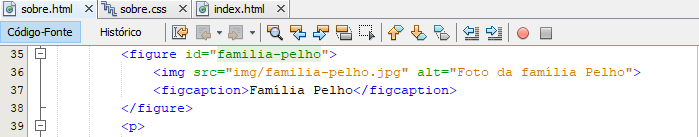 sobre.html sobre.css index.html
Código-Fonte Histórico
35 <figure id="familia-pelho">
36 <img src="img/familia-pelho.jpg" alt="Foto da família Pelho">
37 <figcaption>Família Pelho</figcaption>
38 </figure>
39 <p>